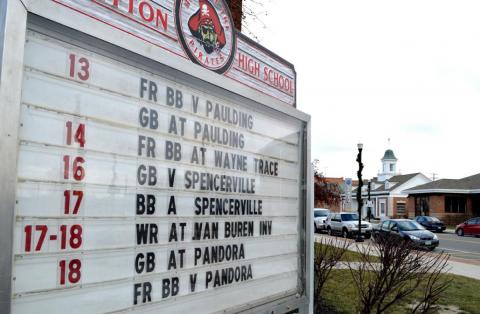 FTON
HIGH SCHOOL
PIRATES
13 FR BB V PAULDING
GB AT PAULDING
14 FR BB AT WAYNE TRACE
16 GB V SPENCERVILLE
17 BB A SPENCERVILLE
17-18 WR AT VAN BUREN INV
18 GB AT PANDORA
FR BB V PANDORA